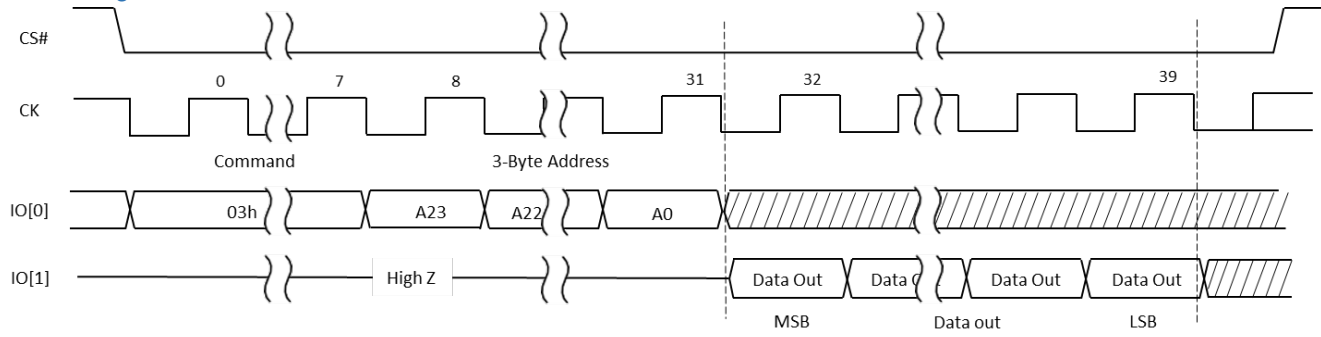 CS#
0 7 8 31 32 39
CK
Command 3-Byte Address
IO[0] 03h A23 A22 A0
IO[1] High Z Data Out Data Data Out Data Out
MSB Data out LSB